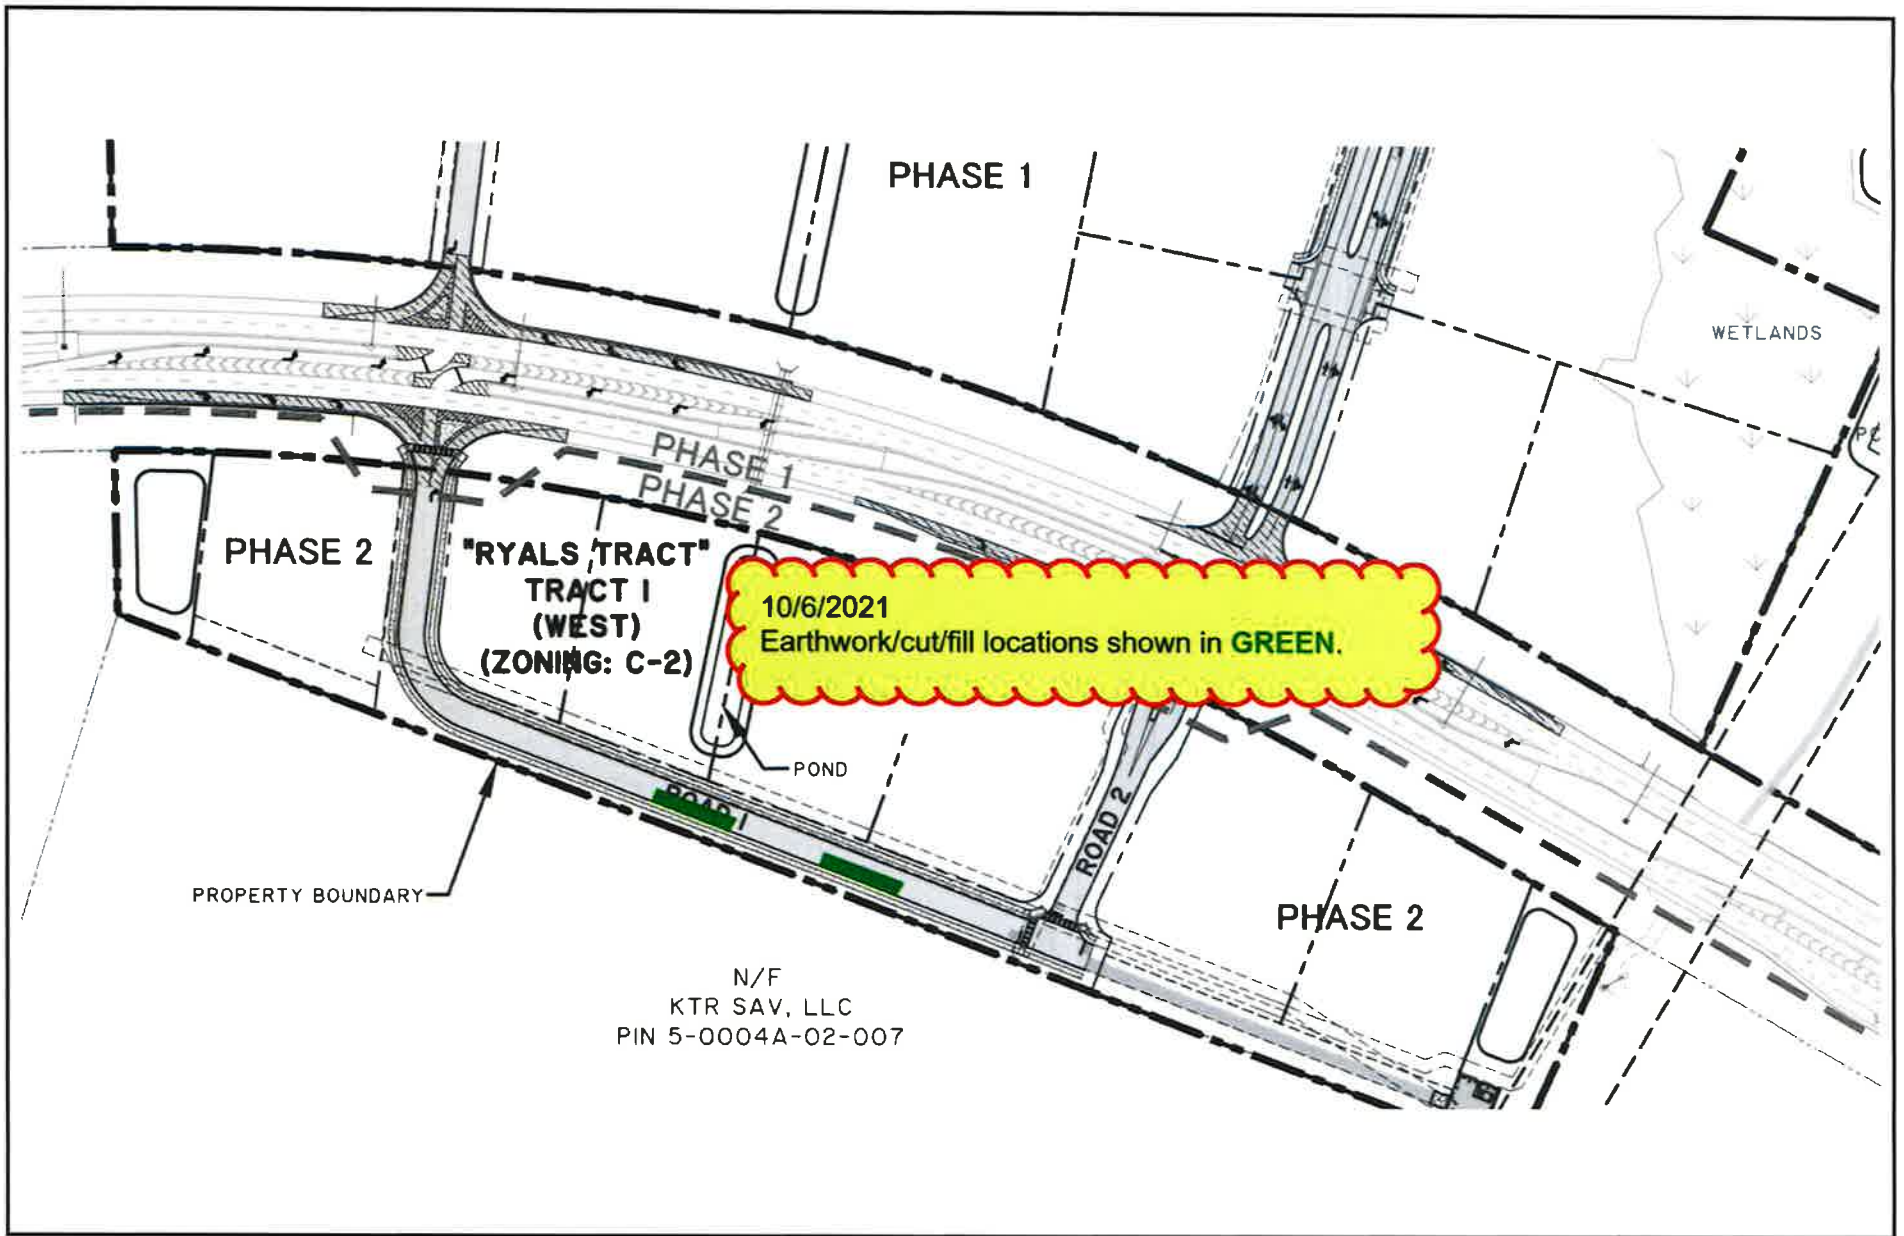 PHASE 1
WETLANDS
PHASE 1
PHASE 2
PHASE 2
"RYALS TRACT"
TRACT I
(WEST)
(ZONING: C-2)
10/6/2021
Earthwork/cut/fill locations shown in GREEN.
POND
ROAD 1
ROAD 2
PROPERTY BOUNDARY
PHASE 2
N/F
KTR SAV, LLC
PIN 5-0004A-02-007